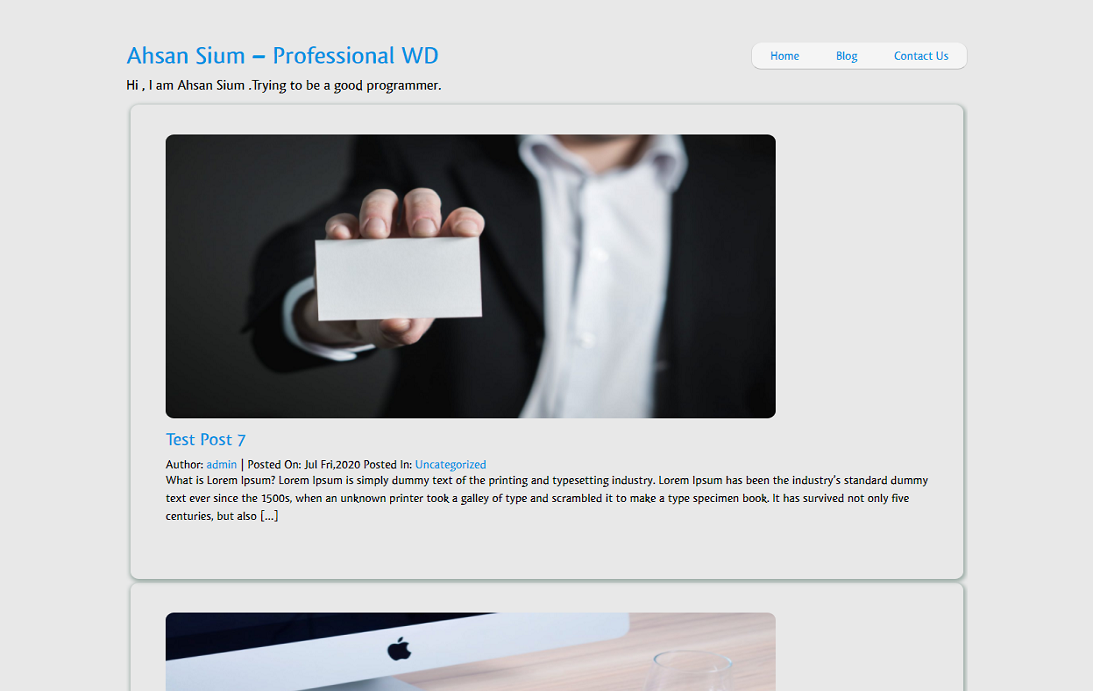 Ahsan Sium – Professional WD
Home Blog Contact Us
Hi , I am Ahsan Sium .Trying to be a good programmer.
Test Post 7
Author: admin | Posted On: Jul Fri,2020 Posted In: Uncategorized
What is Lorem Ipsum? Lorem Ipsum is simply dummy text of the printing and typesetting industry. Lorem Ipsum has been the industry’s standard dummy
text ever since the 1500s, when an unknown printer took a galley of type and scrambled it to make a type specimen book. It has survived not only five
centuries, but also […]